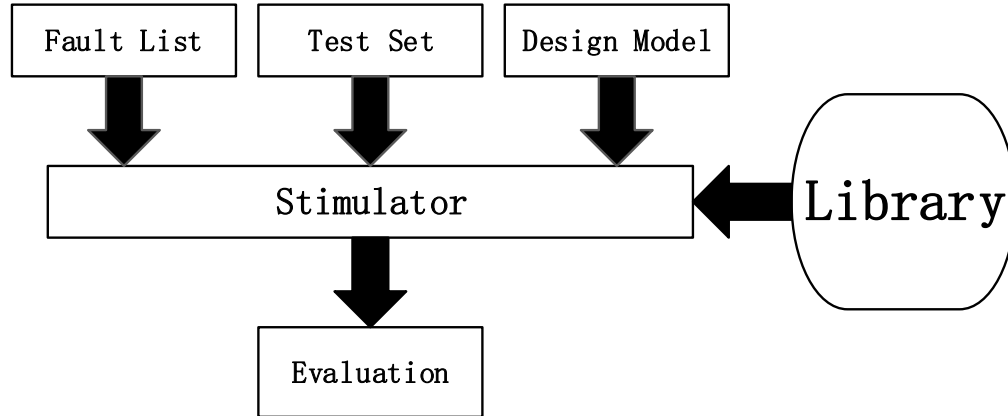 Fault List
Test Set
Design Model
Stimulator
Library
Evaluation